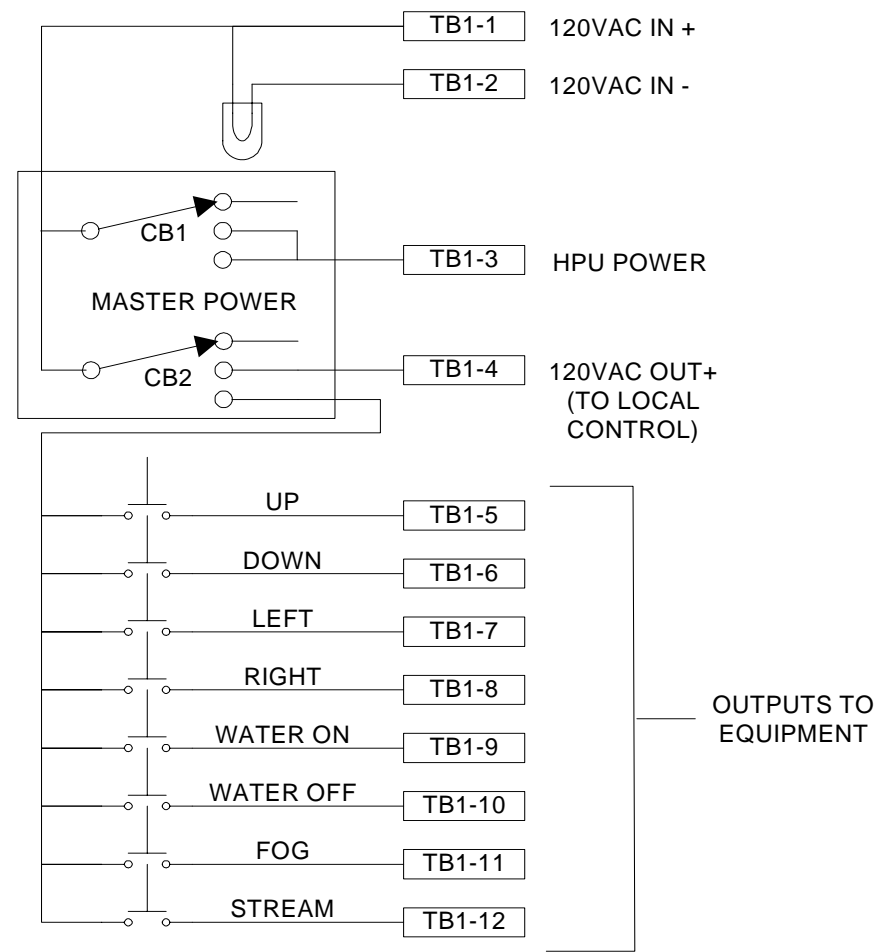 TB1-1 120VAC IN +
TB1-2 120VAC IN -
CB1
TB1-3 HPU POWER
MASTER POWER
CB2
TB1-4 120VAC OUT+
(TO LOCAL
CONTROL)
UP TB1-5
DOWN TB1-6
LEFT TB1-7
RIGHT TB1-8
WATER ON TB1-9
WATER OFF TB1-10
FOG TB1-11
STREAM TB1-12
OUTPUTS TO
EQUIPMENT